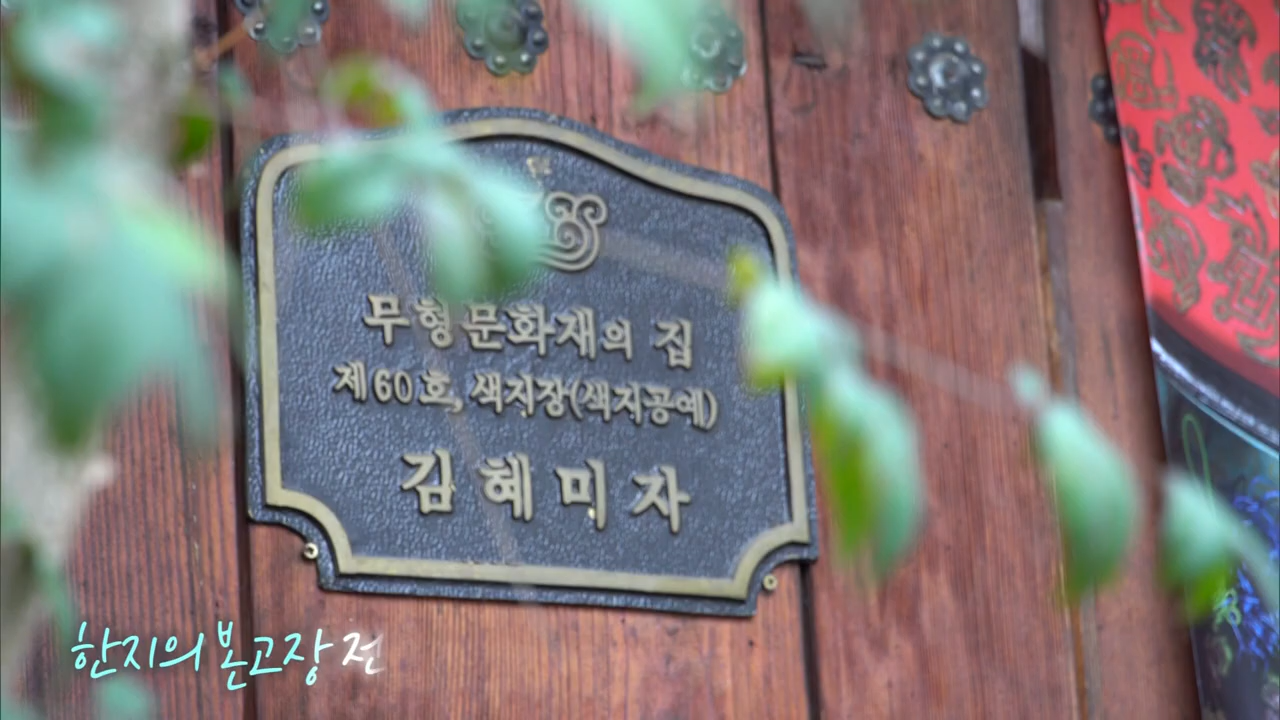 무형문화재의 집
제60호, 색지장(색지공예)
김혜미자
한지의 본고장 전